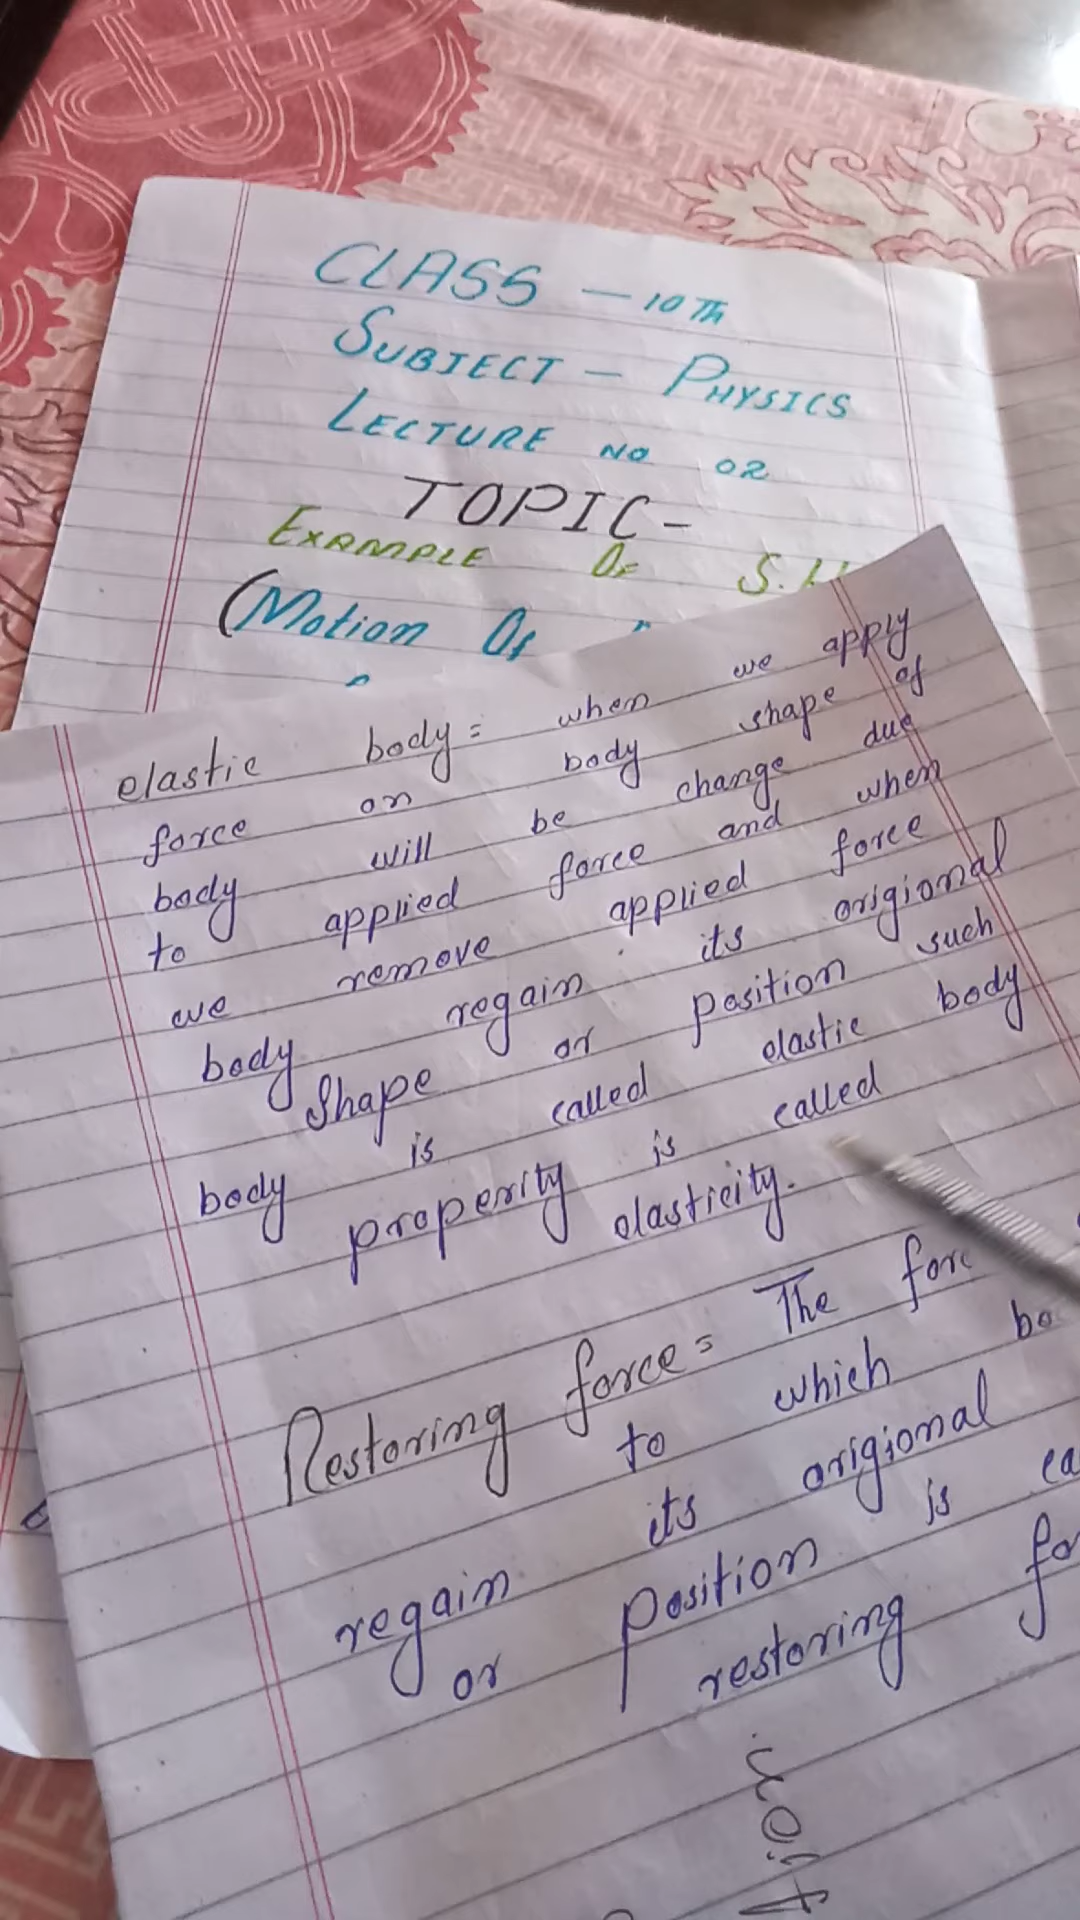 CLASS - 10Th
SUBJECT - PHYSICS
LECTURE NO 02
TOPIC-
EXAMPLE OF S.
(Motion Of
elastic body = when we apply
force on body shape of
body will be change due
to applied force and when
we remove applied force
body regain its origional
Shape or position such
body is called elastic body
properity is called
elasticity.
Restoring force = The
to which
regain its origional
or position is
restoring